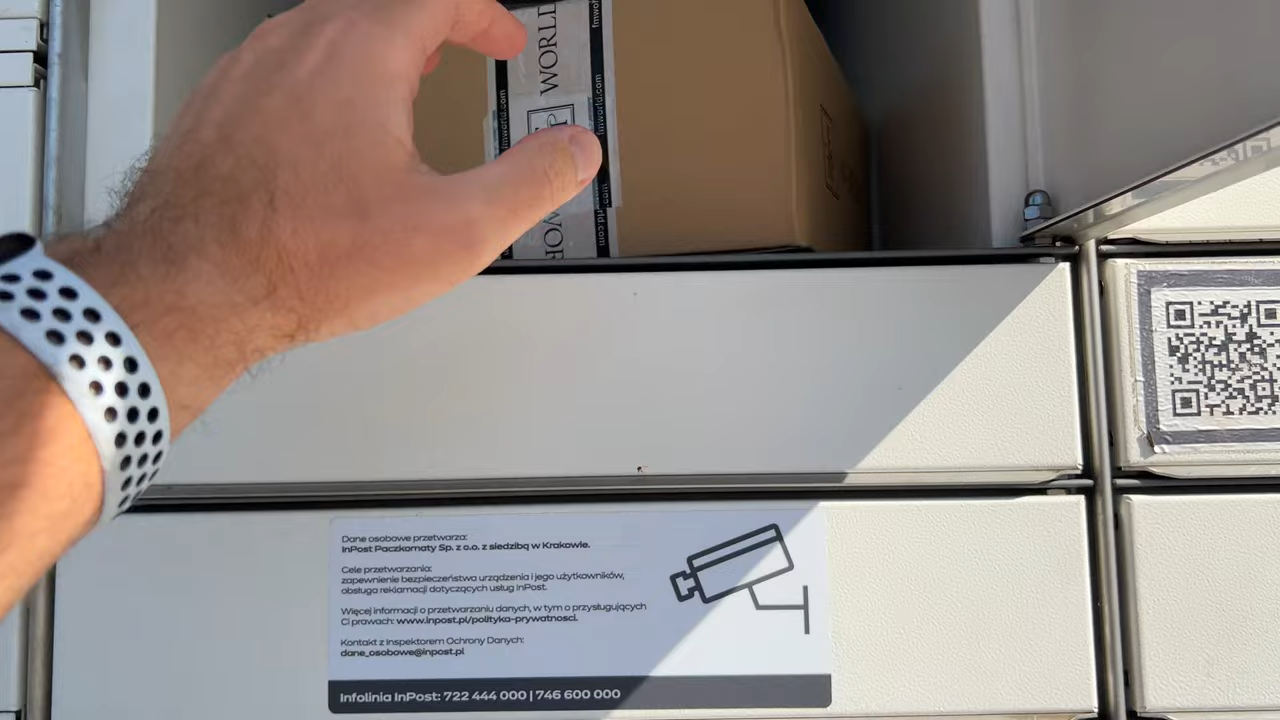 WORLD
fmworld.com
fmworld.com
Dane osobowe przetwarza:
InPost Paczkomaty Sp. z o.o. z siedzibą w Krakowie.
Cele przetwarzania:
zapewnienie bezpieczeństwa urządzenia i jego użytkowników,
obsługa reklamacji dotyczących usług InPost.
Więcej informacji o przetwarzaniu danych, w tym o przysługujących
Ci prawach: www.inpost.pl/polityka-prywatnosci.
Kontakt z Inspektorem Ochrony Danych:
dane_osobowe@inpost.pl
Infolinia InPost: 722 444 000 | 746 600 000